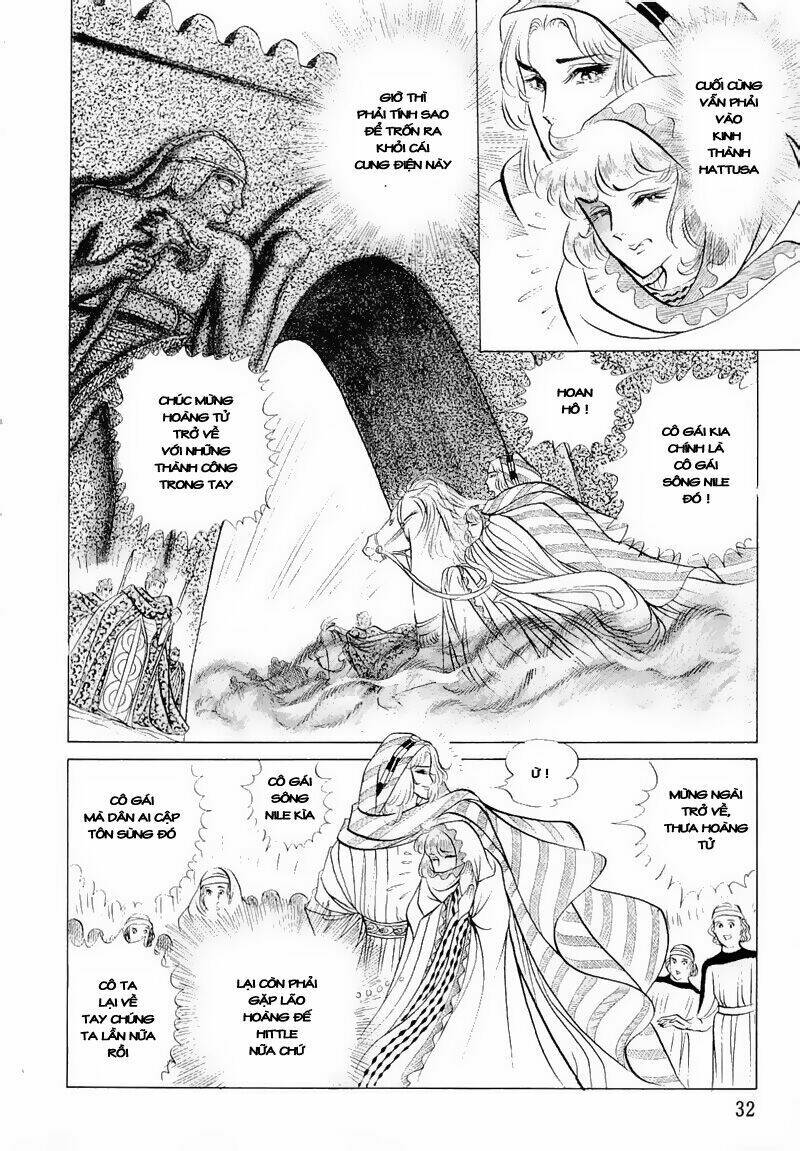 CUỐI CÙNG
VẪN PHẢI
VÀO
KINH
THÀNH
HATTUSA
GIỜ THÌ
PHẢI TÍNH SAO
ĐỂ TRỐN RA
KHỎI CÁI
CUNG ĐIỆN NÀY
CHÚC MỪNG
HOÀNG TỬ
TRỞ VỀ
VỚI NHỮNG
THÀNH CÔNG
TRONG TAY
HOAN
HÔ !
CÔ GÁI KIA
CHÍNH LÀ
CÔ GÁI
SÔNG NILE
ĐÓ !
CÔ GÁI
MÀ DÂN AI CẬP
TÔN SÙNG ĐÓ
CÔ GÁI
SÔNG
NILE KÌA
Ừ !
MỪNG NGÀI
TRỞ VỀ,
THƯA HOÀNG
TỬ
CÔ TA
LẠI VỀ
TAY CHÚNG
TA LẦN NỮA
RỒI
LẠI CÒN PHẢI
GẶP LÃO
HOÀNG ĐẾ
HITTLE
NỮA CHỨ
32